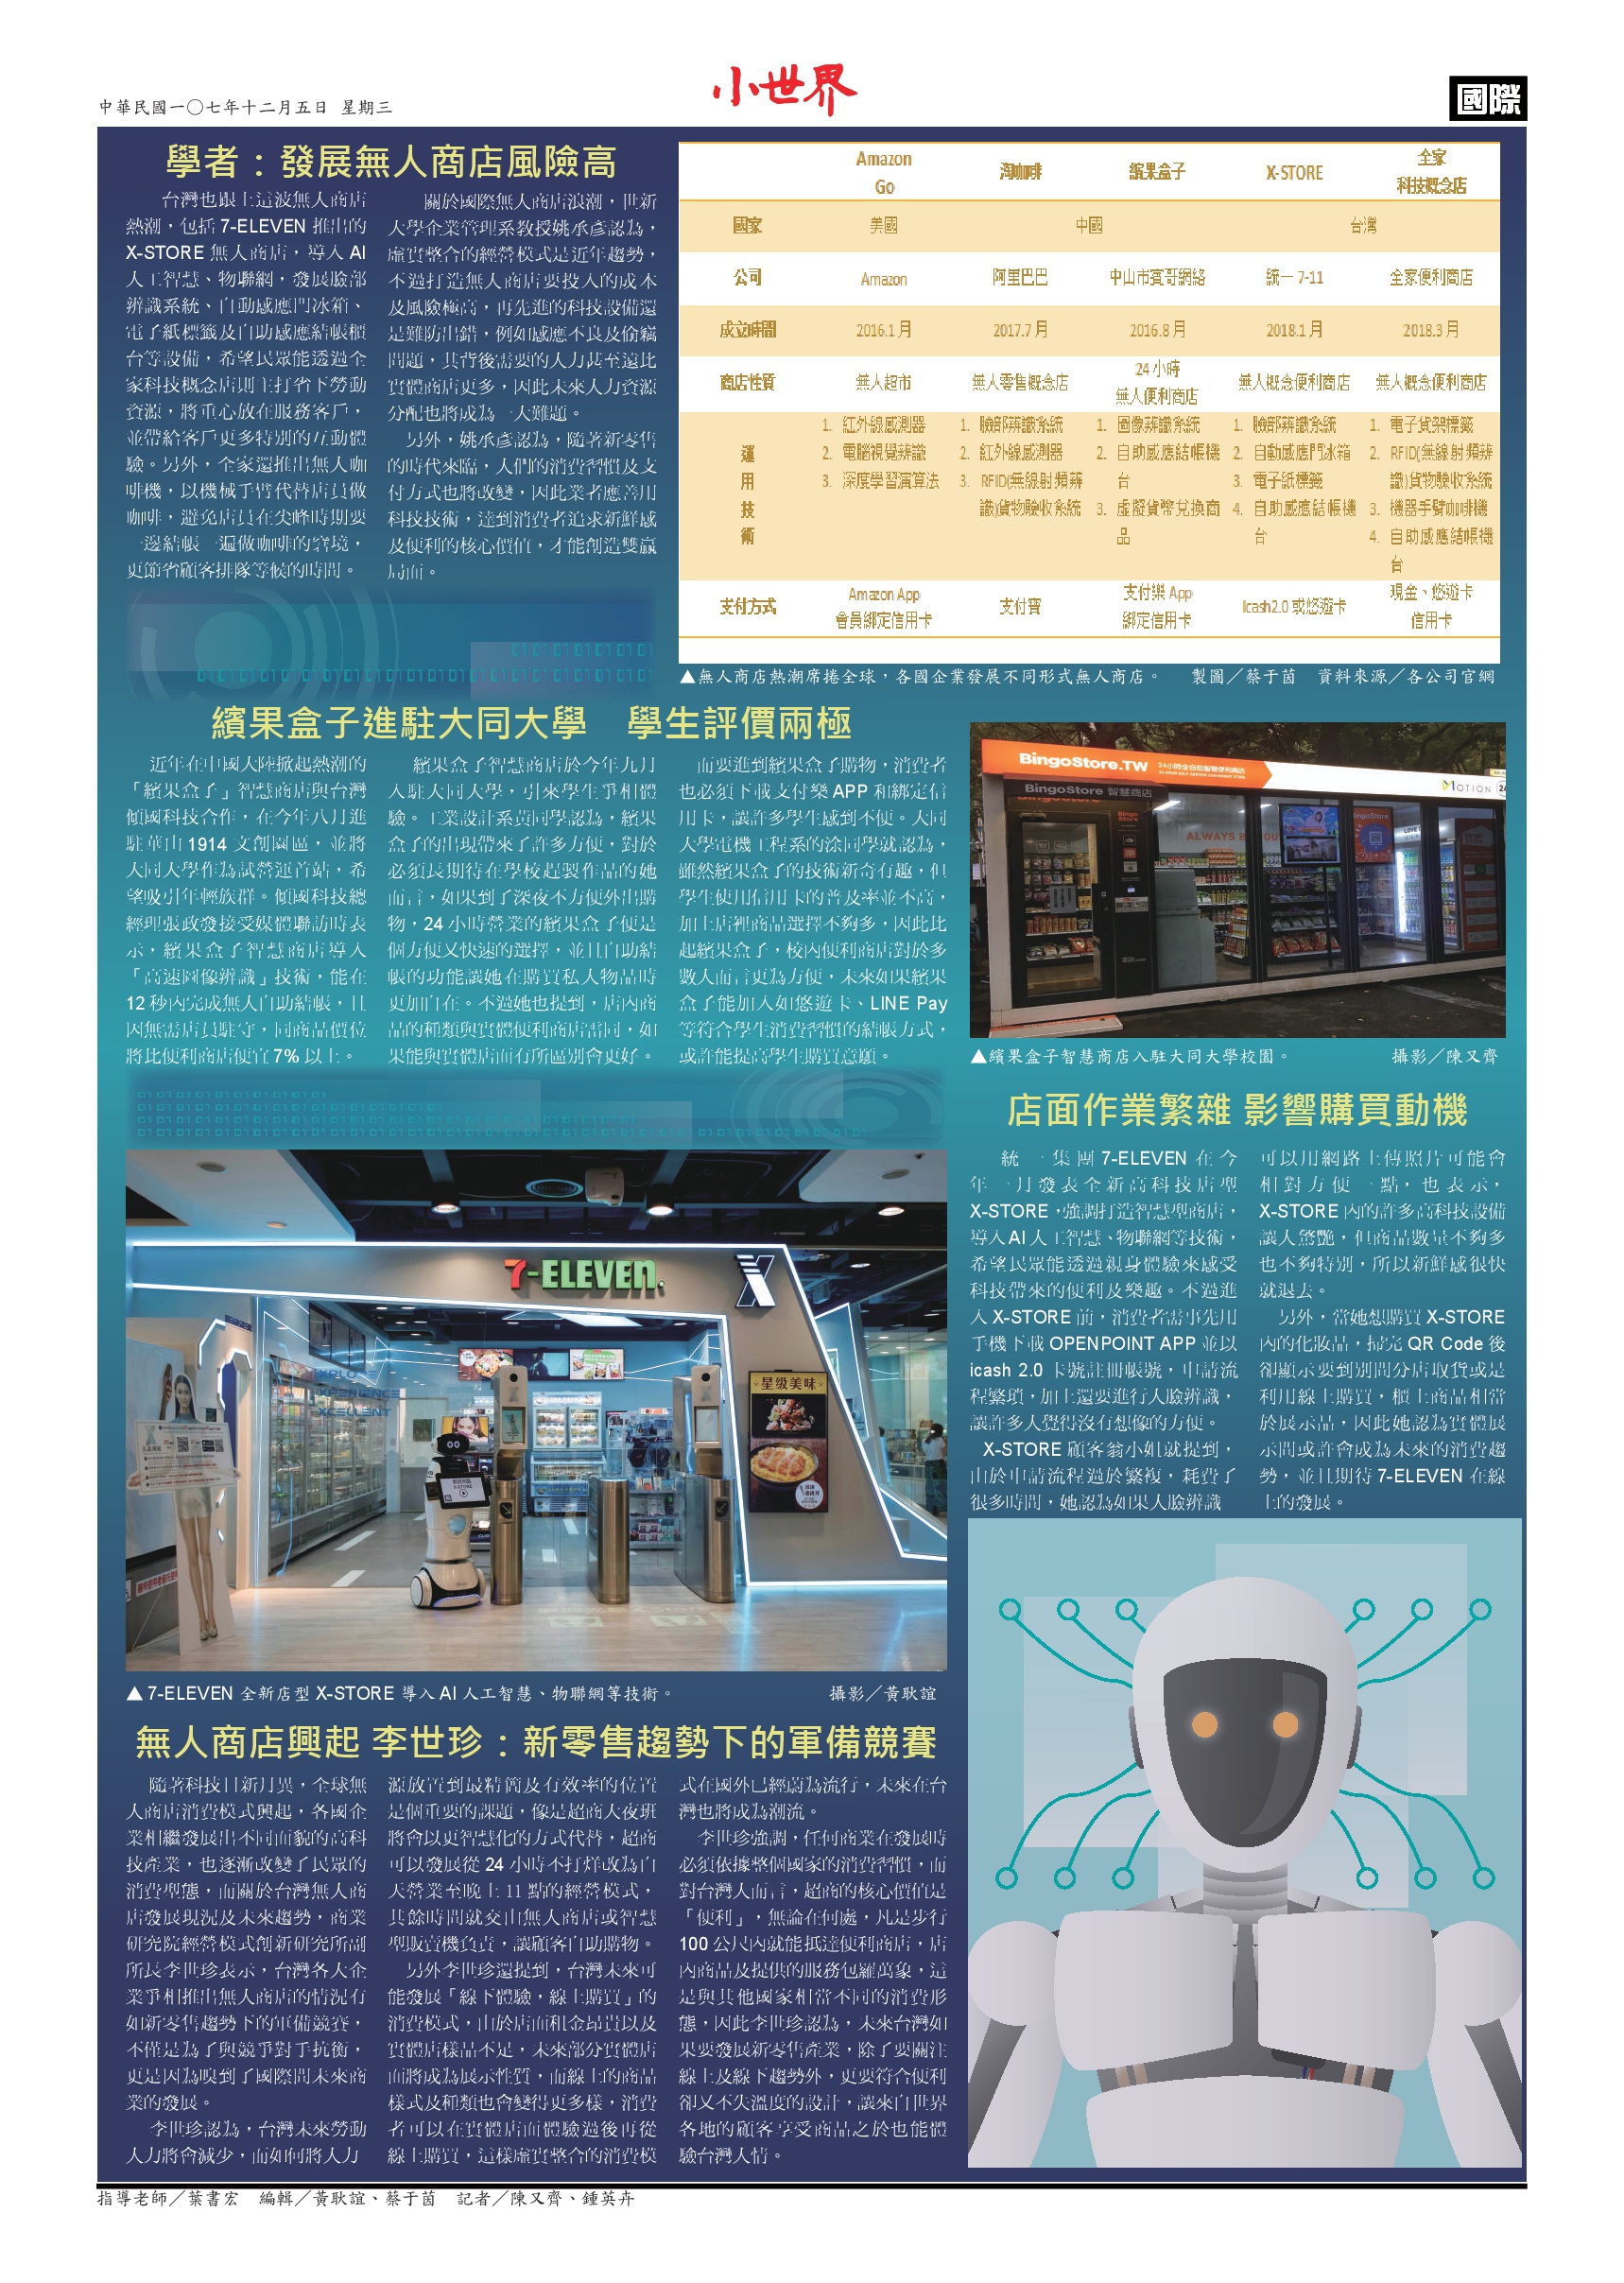 中華民國一〇七年十二月五日 星期三
小世界
國際
學者：發展無人商店風險高
台灣也跟上這波無人商店
熱潮，包括 7-ELEVEN 推出的
X-STORE 無人商店，導入 AI
人工智慧、物聯網，發展臉部
辨識系統、自動感應門冰箱、
電子紙標籤及自助感應結帳櫃
台等設備，希望民眾能透過全
家科技概念店則主打省下勞動
資源，將重心放在服務客戶，
並帶給客戶更多特別的互動體
驗。另外，全家還推出無人咖
啡機，以機械手臂代替店員做
咖啡，避免店員在尖峰時期要
一邊結帳一邊做咖啡的窘境，
更節省顧客排隊等候的時間。
關於國際無人商店浪潮，世新
大學企業管理系教授姚承彥認為，
虛實整合的經營模式是近年趨勢，
不過打造無人商店要投入的成本
及風險極高，再先進的科技設備還
是難防出錯，例如感應不良及偷竊
問題，其背後需要的人力甚至遠比
實體商店更多，因此未來人力資源
分配也將成為一大難題。
另外，姚承彥認為，隨著新零售
的時代來臨，人們的消費習慣及支
付方式也將改變，因此業者應善用
科技技術，達到消費者追求新鮮感
及便利的核心價值，才能創造雙贏
局面。
Amazon Go 淘咖啡 繽果盒子 X-STORE 全家科技概念店
國家 美國 中國 台灣
公司 Amazon 阿里巴巴 中山市賓哥網絡 統一 7-11 全家便利商店
成立時間 2016.1 月 2017.7 月 2016.8 月 2018.1 月 2018.3 月
商店性質 無人超市 無人零售概念店 24 小時無人便利商店 無人概念便利商店 無人概念便利商店
運用技術
1. 紅外線感測器
2. 電腦視覺辨識
3. 深度學習演算法
1. 臉部辨識系統
2. 紅外線感測器
3. RFID(無線射頻辨識)貨物驗收系統
1. 圖像辨識系統
2. 自助感應結帳機台
3. 虛擬貨幣兌換商品
1. 臉部辨識系統
2. 自動感應門冰箱
3. 電子紙標籤
4. 自助感應結帳機台
1. 電子貨架標籤
2. RFID(無線射頻辨識)貨物驗收系統
3. 機器手臂咖啡機
4. 自助感應結帳機台
支付方式 Amazon App 會員綁定信用卡 支付寶 支付樂 App 綁定信用卡 Icash2.0 或悠遊卡 現金、悠遊卡 信用卡
▲無人商店熱潮席捲全球，各國企業發展不同形式無人商店。 製圖／蔡于茵 資料來源／各公司官網
繽果盒子進駐大同大學 學生評價兩極
近年在中國大陸掀起熱潮的
「繽果盒子」智慧商店與台灣
傾國科技合作，在今年八月進
駐華山 1914 文創園區，並將
大同大學作為試營運首站，希
望吸引年輕族群。傾國科技總
經理張政發接受媒體聯訪時表
示，繽果盒子智慧商店導入
「高速圖像辨識」技術，能在
12 秒內完成無人自助結帳，且
因無需店員駐守，同商品價位
將比便利商店便宜 7% 以上。
繽果盒子智慧商店於今年九月
入駐大同大學，引來學生爭相體
驗。工業設計系黃同學認為，繽果
盒子的出現帶來了許多方便，對於
必須長期待在學校趕製作品的她
而言，如果到了深夜不方便外出購
物，24 小時營業的繽果盒子便是
個方便又快速的選擇，並且自助結
帳的功能讓她在購買私人物品時
更加自在。不過她也提到，店內商
品的種類與實體便利商店雷同，如
果能與實體店面有所區別會更好。
而要進到繽果盒子購物，消費者
也必須下載支付樂 APP 和綁定信
用卡，讓許多學生感到不便。大同
大學電機工程系的涂同學就認為，
雖然繽果盒子的技術新奇有趣，但
學生使用信用卡的普及率並不高，
加上店裡商品選擇不夠多，因此比
起繽果盒子，校內便利商店對於多
數人而言更為方便，未來如果繽果
盒子能加入如悠遊卡、LINE Pay
等符合學生消費習慣的結帳方式，
或許能提高學生購買意願。
BingoStore.TW 24小時全自助智慧便利商店
BingoStore 智慧商店
MOTION
▲繽果盒子智慧商店入駐大同大學校園。 攝影／陳又齊
店面作業繁雜 影響購買動機
統一集團 7-ELEVEN 在今
年一月發表全新高科技店型
X-STORE，強調打造智慧型商店，
導入 AI 人工智慧、物聯網等技術，
希望民眾能透過親身體驗來感受
科技帶來的便利及樂趣。不過進
入 X-STORE 前，消費者需事先用
手機下載 OPENPOINT APP 並以
icash 2.0 卡號註冊帳號，申請流
程繁瑣，加上還要進行人臉辨識，
讓許多人覺得沒有想像的方便。
X-STORE 顧客翁小姐就提到，
由於申請流程過於繁複，耗費了
很多時間，她認為如果人臉辨識
可以用網路上傳照片可能會
相對方便一點，也表示，
X-STORE 內的許多高科技設備
讓人驚艷，但商品數量不夠多
也不夠特別，所以新鮮感很快
就退去。
另外，當她想購買 X-STORE
內的化妝品，掃完 QR Code 後
卻顯示要到別間分店取貨或是
利用線上購買，櫃上商品相當
於展示品，因此她認為實體展
示間或許會成為未來的消費趨
勢，並且期待 7-ELEVEN 在線
上的發展。
7-ELEVEN.
X
星級美味
▲ 7-ELEVEN 全新店型 X-STORE 導入 AI 人工智慧、物聯網等技術。 攝影／黃耿誼
無人商店興起 李世珍：新零售趨勢下的軍備競賽
隨著科技日新月異，全球無
人商店消費模式興起，各國企
業相繼發展出不同面貌的高科
技產業，也逐漸改變了民眾的
消費型態，而關於台灣無人商
店發展現況及未來趨勢，商業
研究院經營模式創新研究所副
所長李世珍表示，台灣各大企
業爭相推出無人商店的情況有
如新零售趨勢下的軍備競賽，
不僅是為了與競爭對手抗衡，
更是因為嗅到了國際間未來商
業的發展。
李世珍認為，台灣未來勞動
人力將會減少，而如何將人力
源放置到最精簡及有效率的位置
是個重要的課題，像是超商大夜班
將會以更智慧化的方式代替，超商
可以發展從 24 小時不打烊改為白
天營業至晚上 11 點的經營模式，
其餘時間就交由無人商店或智慧
型販賣機負責，讓顧客自助購物。
另外李世珍還提到，台灣未來可
能發展「線下體驗，線上購買」的
消費模式，由於店面租金昂貴以及
實體店樣品不足，未來部分實體店
面將成為展示性質，而線上的商品
樣式及種類也會變得更多樣，消費
者可以在實體店面體驗過後再從
線上購買，這樣虛實整合的消費模
式在國外已經蔚為流行，未來在台
灣也將成為潮流。
李世珍強調，任何商業在發展時
必須依據整個國家的消費習慣，而
對台灣人而言，超商的核心價值是
「便利」，無論在何處，凡是步行
100 公尺內就能抵達便利商店，店
內商品及提供的服務包羅萬象，這
是與其他國家相當不同的消費形
態，因此李世珍認為，未來台灣如
果要發展新零售產業，除了要關注
線上及線下趨勢外，更要符合便利
卻又不失溫度的設計，讓來自世界
各地的顧客享受商品之於也能體
驗台灣人情。
指導老師／葉書宏 編輯／黃耿誼、蔡于茵 記者／陳又齊、鍾英卉